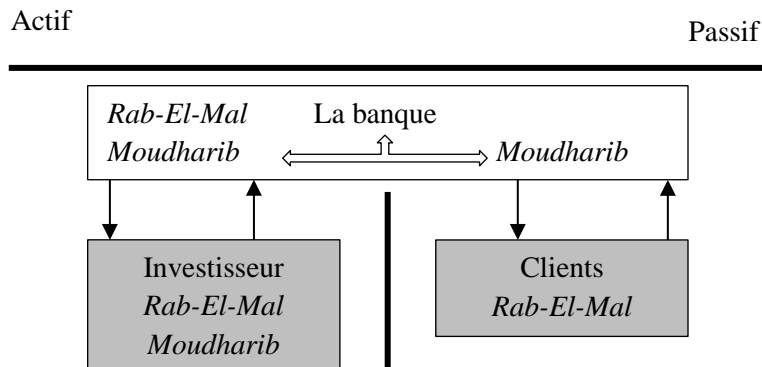 Actif
Passif
Rab-El-Mal
La banque
Moudharib
Moudharib
Investisseur
Rab-El-Mal
Moudharib
Clients
Rab-El-Mal